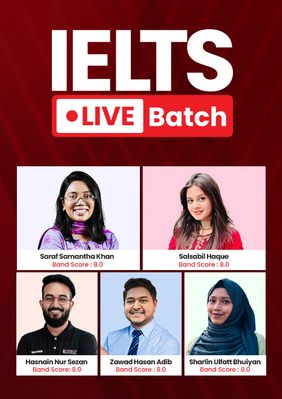 IELTS
LIVE Batch
Saraf Samantha Khan
Band Score : 8.0
Salsabil Haque
Band Score : 8.0
Hasnain Nur Sezan
Band Score: 8.0
Zawad Hasan Adib
Band Score : 8.0
Sharlin Ulfatt Bhuiyan
Band Score : 8.0